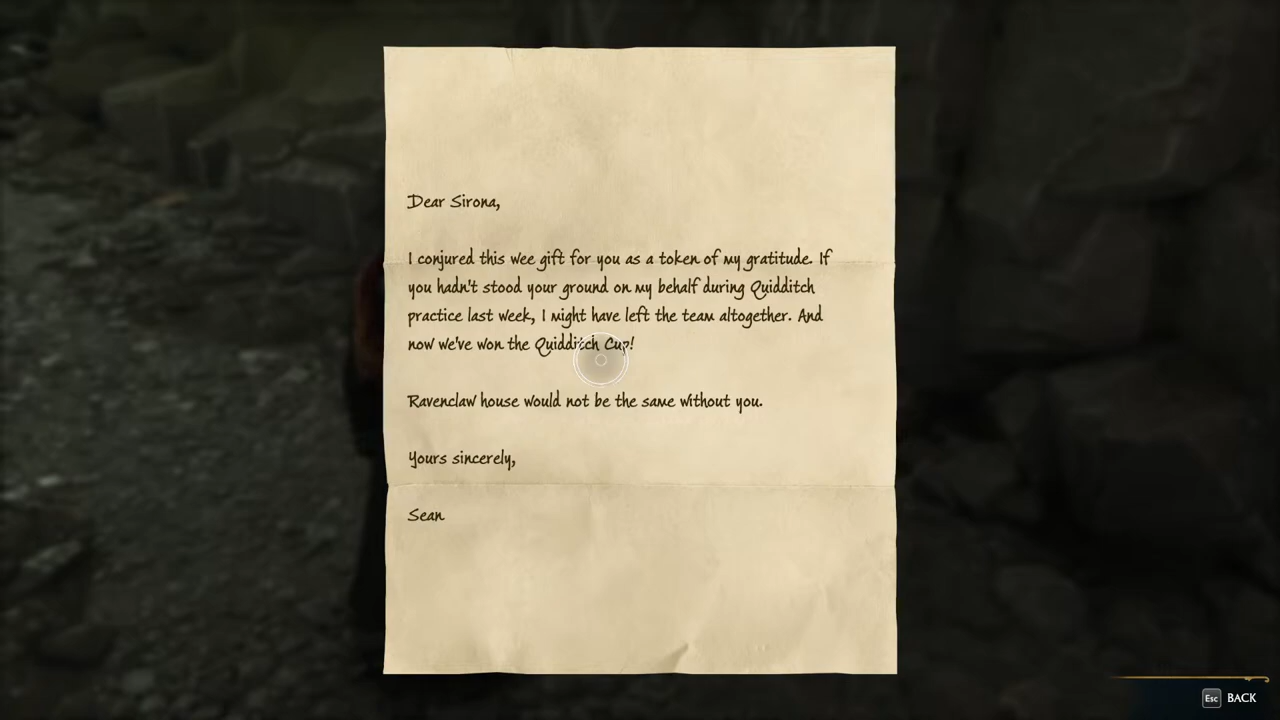 Dear Sirona,
I conjured this wee gift for you as a token of my gratitude. If
you hadn't stood your ground on my behalf during Quidditch
practice last week, I might have left the team altogether. And
now we've won the Quidditch Cup!
Ravenclaw house would not be the same without you.
Yours sincerely,
Sean
Esc BACK